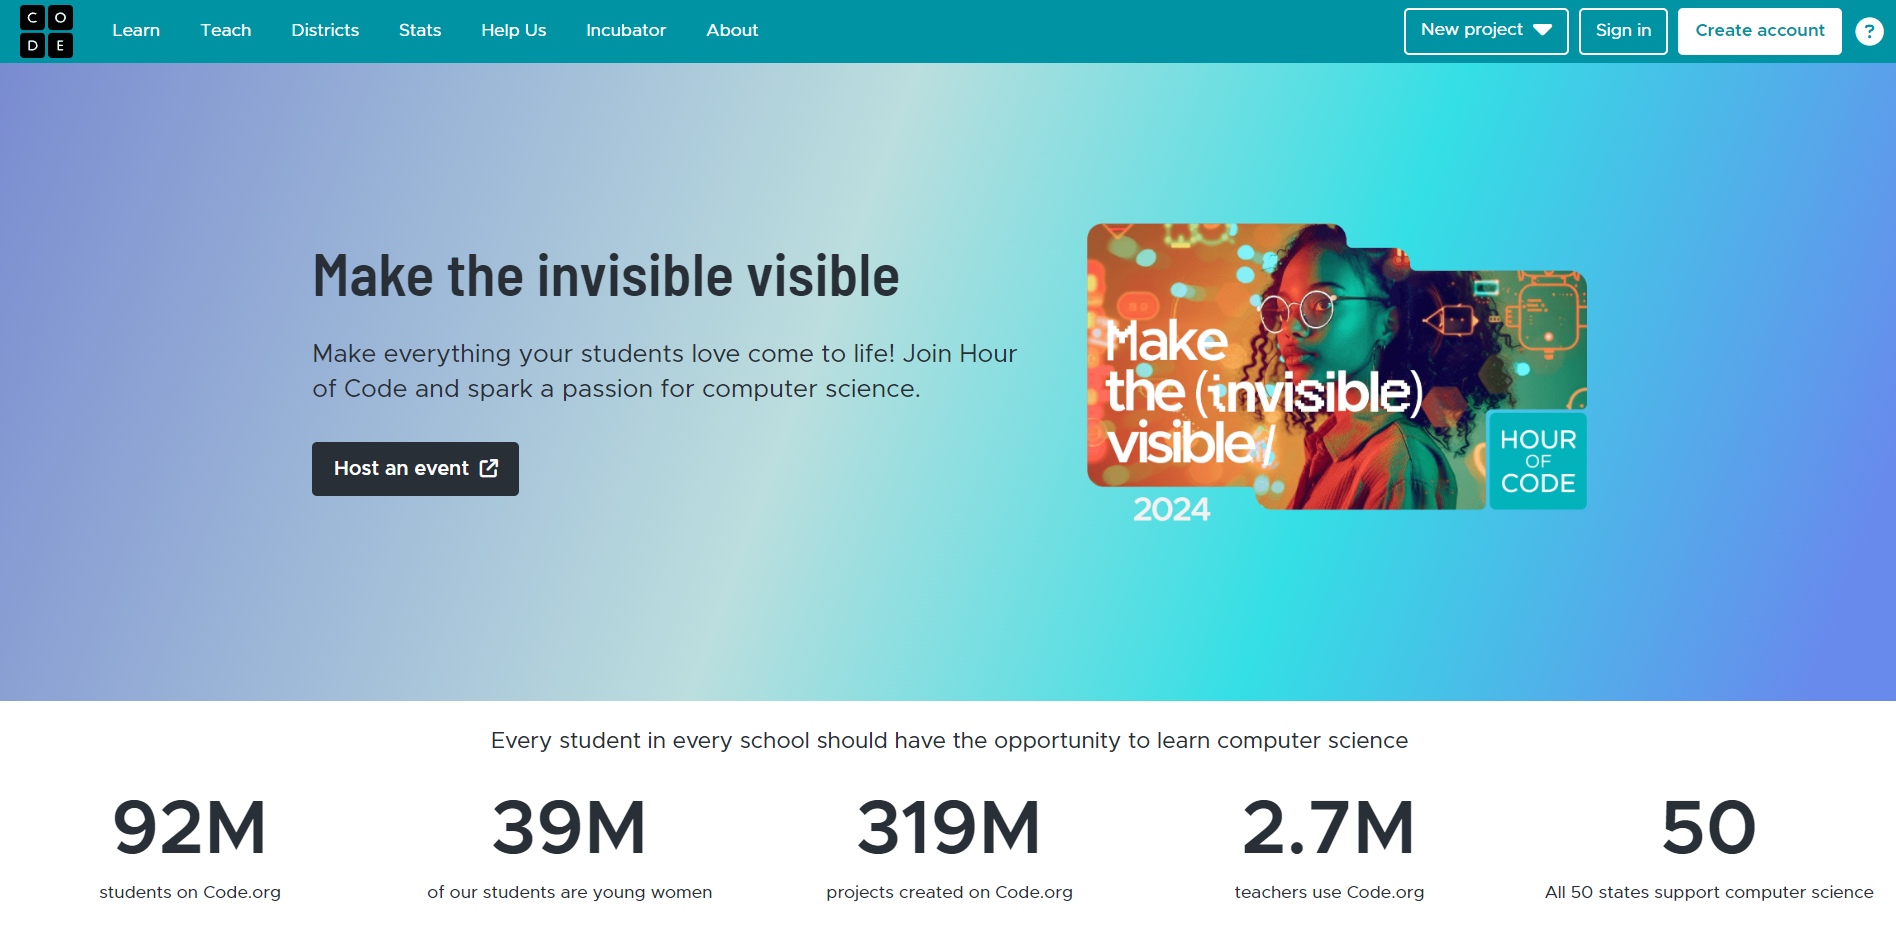 C O
D E
Learn
Teach
Districts
Stats
Help Us
Incubator
About
New project
Sign in
Create account
?
Make the invisible visible
Make everything your students love come to life! Join Hour
of Code and spark a passion for computer science.
Host an event
Make
the (invisible)
visible/
2024
HOUR
OF
CODE
Every student in every school should have the opportunity to learn computer science
92M
students on Code.org
39M
of our students are young women
319M
projects created on Code.org
2.7M
teachers use Code.org
50
All 50 states support computer science